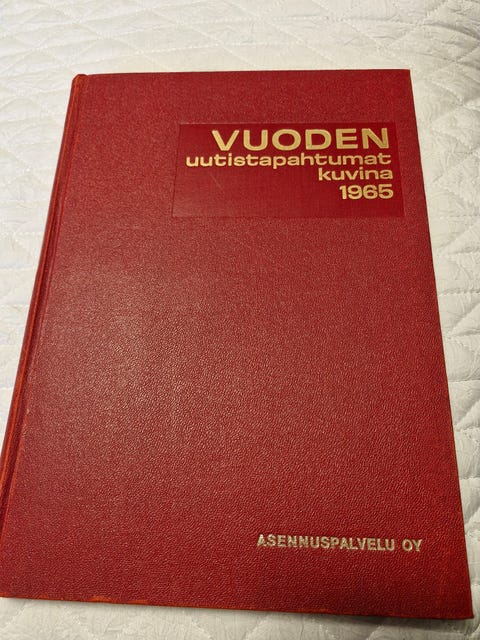 VUODEN
uutistapahtumat
kuvina
1965
ASENNUSPALVELU OY